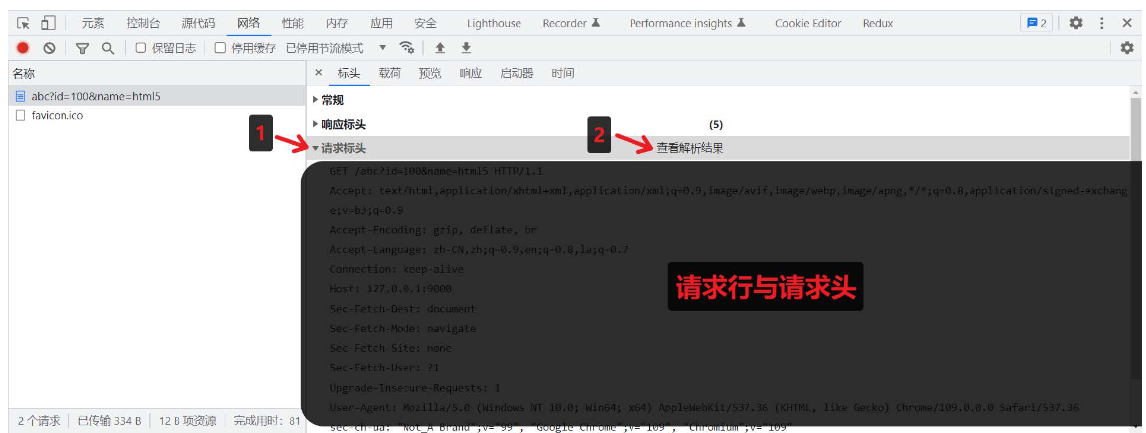 元素 控制台 源代码 网络 性能 内存 应用 安全 Lighthouse Recorder Performance insights Cookie Editor Redux 2
保留日志 停用缓存 已停用节流模式
名称
标头 载荷 预览 响应 启动器 时间
abc?id=100&name=html5
favicon.ico
常规
响应标头 (5)
1
2
请求标头 查看解析结果
GET /abc?id=100&name=html5 HTTP/1.1
Accept: text/html,application/xhtml+xml,application/xml;q=0.9,image/avif,image/webp,image/apng,*/*;q=0.8,application/signed-exchang
e;v=b3;q=0.9
Accept-Encoding: gzip, deflate, br
Accept-Language: zh-CN,zh;q=0.9,en;q=0.8,la;q=0.7
Connection: keep-alive
Host: 127.0.0.1:9000
请求行与请求头
Sec-Fetch-Dest: document
Sec-Fetch-Mode: navigate
Sec-Fetch-Site: none
Sec-Fetch-User: ?1
Upgrade-Insecure-Requests: 1
User-Agent: Mozilla/5.0 (Windows NT 10.0; Win64; x64) AppleWebKit/537.36 (KHTML, like Gecko) Chrome/109.0.0.0 Safari/537.36
sec-ch-ua: "Not_A Brand";v="99", "Google Chrome";v="109", "Chromium";v="109"
2 个请求 已传输 334 B 12 B 项资源 完成用时: 81